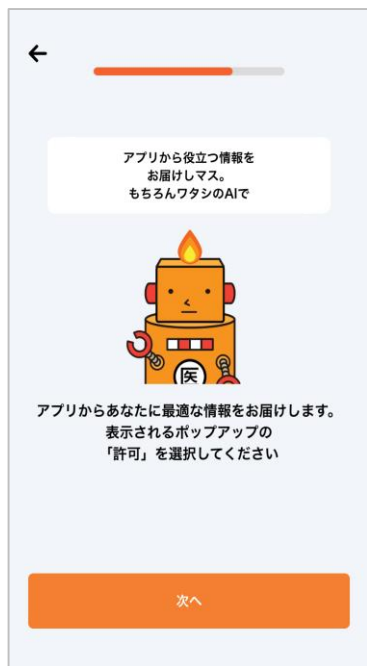 アプリから役立つ情報を
お届けしマス。
もちろんワタシのAIで
医
アプリからあなたに最適な情報をお届けします。
表示されるポップアップの
「許可」を選択してください
次へ